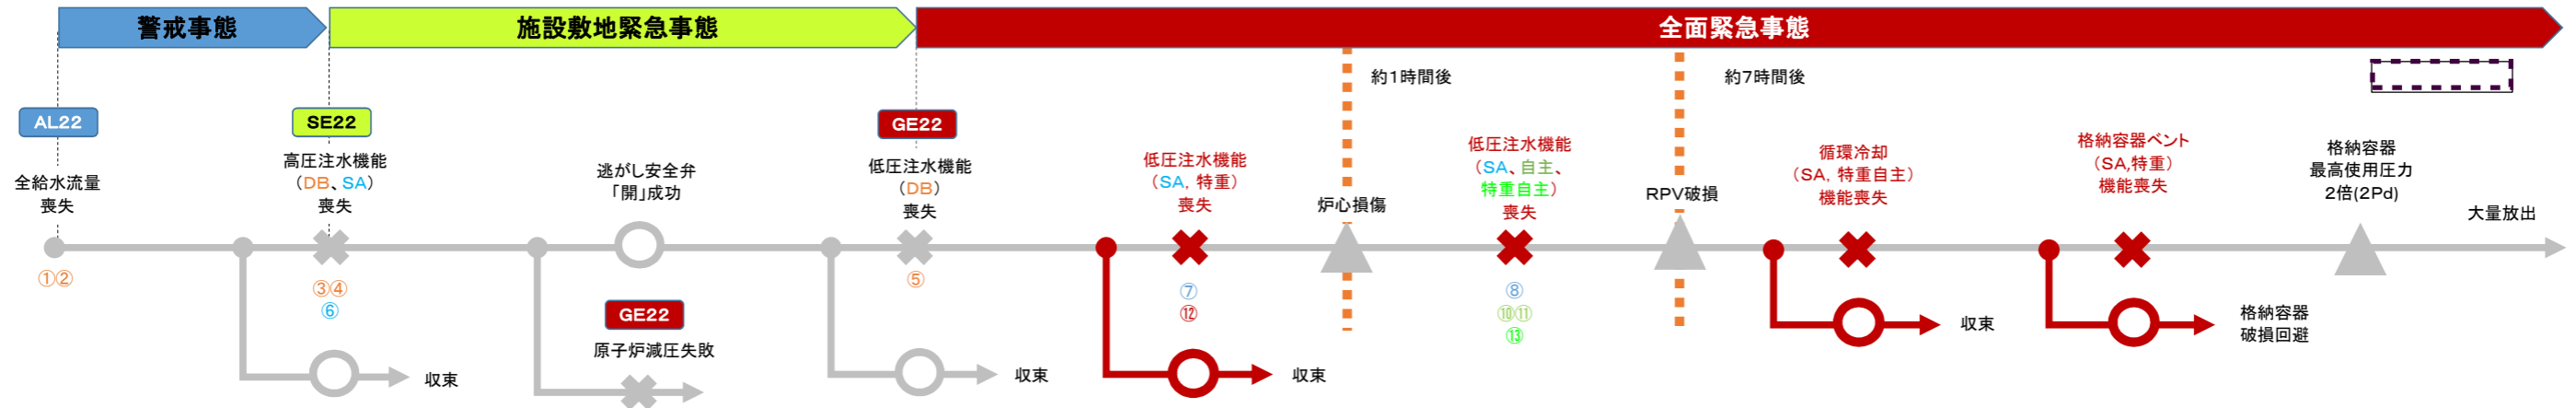 警戒事態
施設敷地緊急事態
全面緊急事態
約1時間後
約7時間後
AL22
全給水流量
喪失
①②
SE22
高圧注水機能
（DB、SA）
喪失
③④
⑥
収束
逃がし安全弁
「開」成功
GE22
原子炉減圧失敗
GE22
低圧注水機能
（DB）
喪失
⑤
収束
低圧注水機能
（SA，特重）
喪失
⑦
⑫
収束
炉心損傷
低圧注水機能
（SA、自主、
特重自主）
喪失
⑧
⑩⑪
⑬
RPV破損
循環冷却
（SA，特重自主）
機能喪失
収束
格納容器ベント
（SA,特重）
機能喪失
格納容器
破損回避
格納容器
最高使用圧力
2倍(2Pd)
大量放出